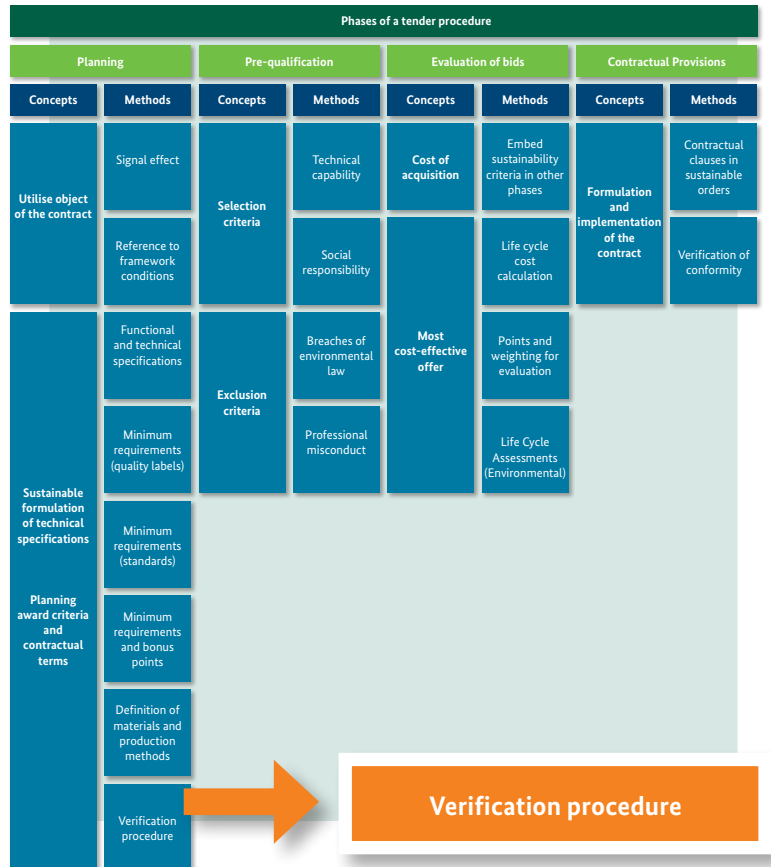 Phases of a tender procedure
Planning
Pre-qualification
Evaluation of bids
Contractual Provisions
Concepts
Methods
Concepts
Methods
Concepts
Methods
Concepts
Methods
Utilise object
of the contract
Signal effect
Reference to
framework
conditions
Sustainable
formulation
of technical
specifications
Planning
award criteria
and
contractual
terms
Functional
and technical
specifications
Minimum
requirements
(quality labels)
Minimum
requirements
(standards)
Minimum
requirements
and bonus
points
Definition of
materials and
production
methods
Verification
procedure
Selection
criteria
Technical
capability
Social
responsibility
Exclusion
criteria
Breaches of
environmental
law
Professional
misconduct
Cost of
acquisition
Embed
sustainability
criteria in other
phases
Most
cost-effective
offer
Life cycle
cost
calculation
Points and
weighting for
evaluation
Life Cycle
Assessments
(Environmental)
Formulation
and
implementation
of the
contract
Contractual
clauses in
sustainable
orders
Verification of
conformity
Verification procedure